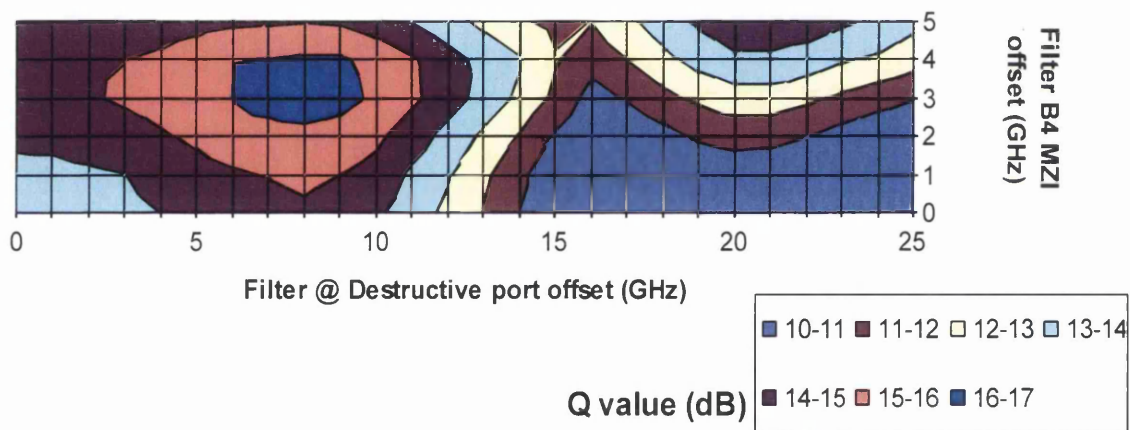 5
4
3
2
1
0
Filter B4 MZI
offset (GHz)
0 5 10 15 20 25
Filter @ Destructive port offset (GHz)
10-11 11-12 12-13 13-14
Q value (dB) 14-15 15-16 16-17